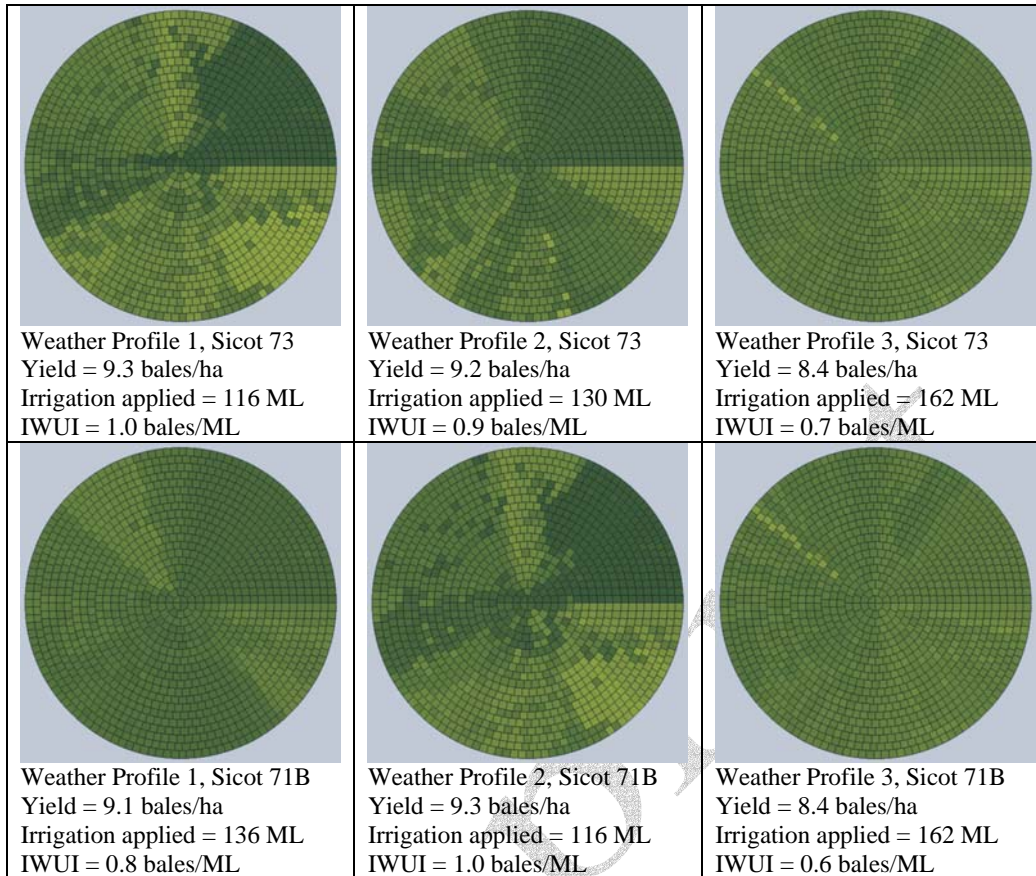 Weather Profile 1, Sicot 73
Yield = 9.3 bales/ha
Irrigation applied = 116 ML
IWUI = 1.0 bales/ML
Weather Profile 2, Sicot 73
Yield = 9.2 bales/ha
Irrigation applied = 130 ML
IWUI = 0.9 bales/ML
Weather Profile 3, Sicot 73
Yield = 8.4 bales/ha
Irrigation applied = 162 ML
IWUI = 0.7 bales/ML
Weather Profile 1, Sicot 71B
Yield = 9.1 bales/ha
Irrigation applied = 136 ML
IWUI = 0.8 bales/ML
Weather Profile 2, Sicot 71B
Yield = 9.3 bales/ha
Irrigation applied = 116 ML
IWUI = 1.0 bales/ML
Weather Profile 3, Sicot 71B
Yield = 8.4 bales/ha
Irrigation applied = 162 ML
IWUI = 0.6 bales/ML